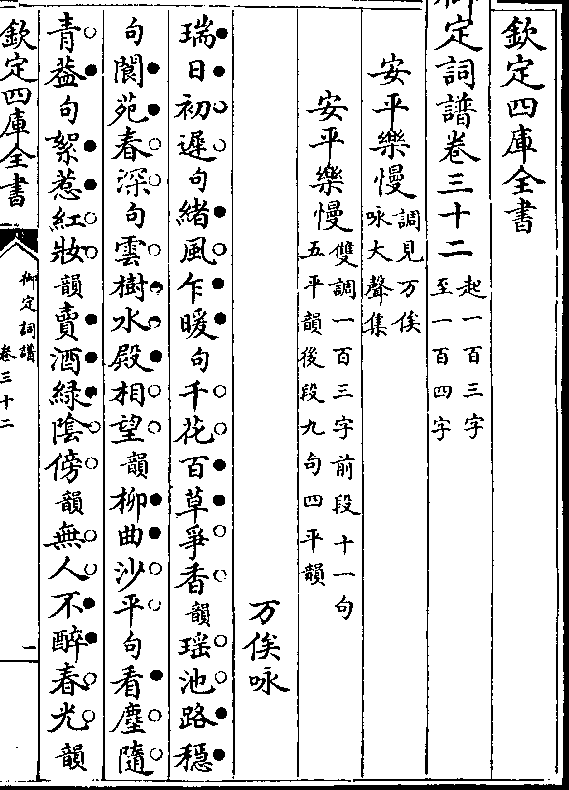 欽定四庫全書
御定詞譜卷三十二
起一百三字
至一百四字
安平樂慢
調見万俟
咏大聲集
安平樂慢
雙調一百三字前段十一句
五平韻後段九句四平韻
万俟咏
瑞日初遲句緒風乍暖句千花百草爭香韻瑶池路穩
句閬苑春深句雲樹水殿相望韻柳曲沙平句看塵隨
青葢句絮惹紅妝韻賣酒緑隂傍韻無人不醉春光韻
欽定四庫全書
御定詞譜
卷三十二
一